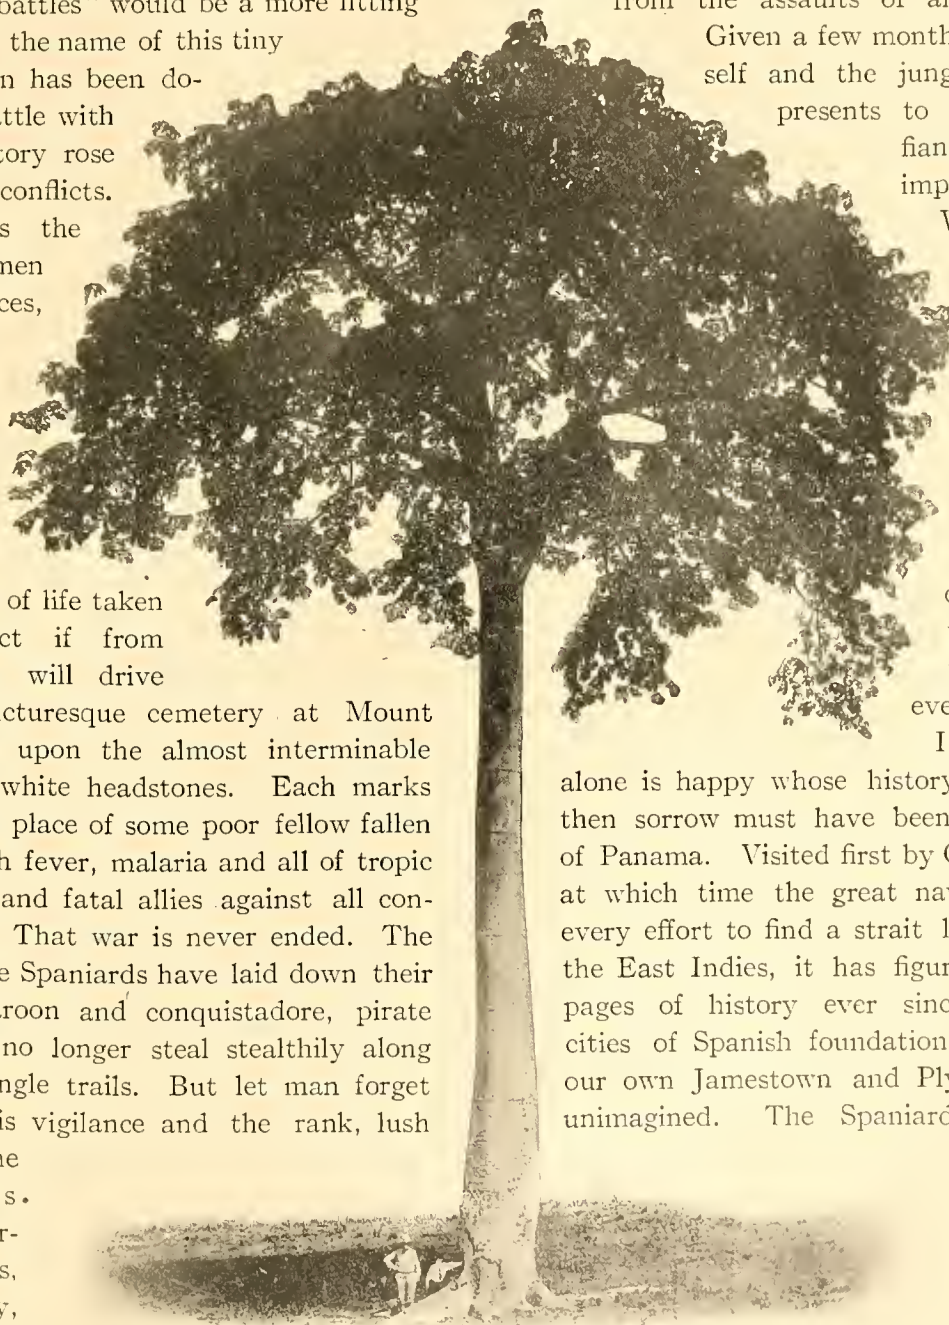 battles" would be a more fitting
the name of this tiny
n has been do-
ttle with
tory rose
conflicts.
s the
men
ces,
of life taken
ct if from
will drive
icturesque cemetery at Mount
upon the almost interminable
white headstones. Each marks
place of some poor fellow fallen
h fever, malaria and all of tropic
and fatal allies against all con-
That war is never ended. The
e Spaniards have laid down their
roon and conquistadore, pirate
no longer steal stealthily along
ngle trails. But let man forget
is vigilance and the rank, lush
ne
s.
r-
s,
y,
from the assaults of an
Given a few month
self and the jung
presents to
fian
imp
eve
I
alone is happy whose history
then sorrow must have been
of Panama. Visited first by C
at which time the great na
every effort to find a strait l
the East Indies, it has figur
pages of history ever sinc
cities of Spanish foundation
our own Jamestown and Ply
unimagined. The Spaniard